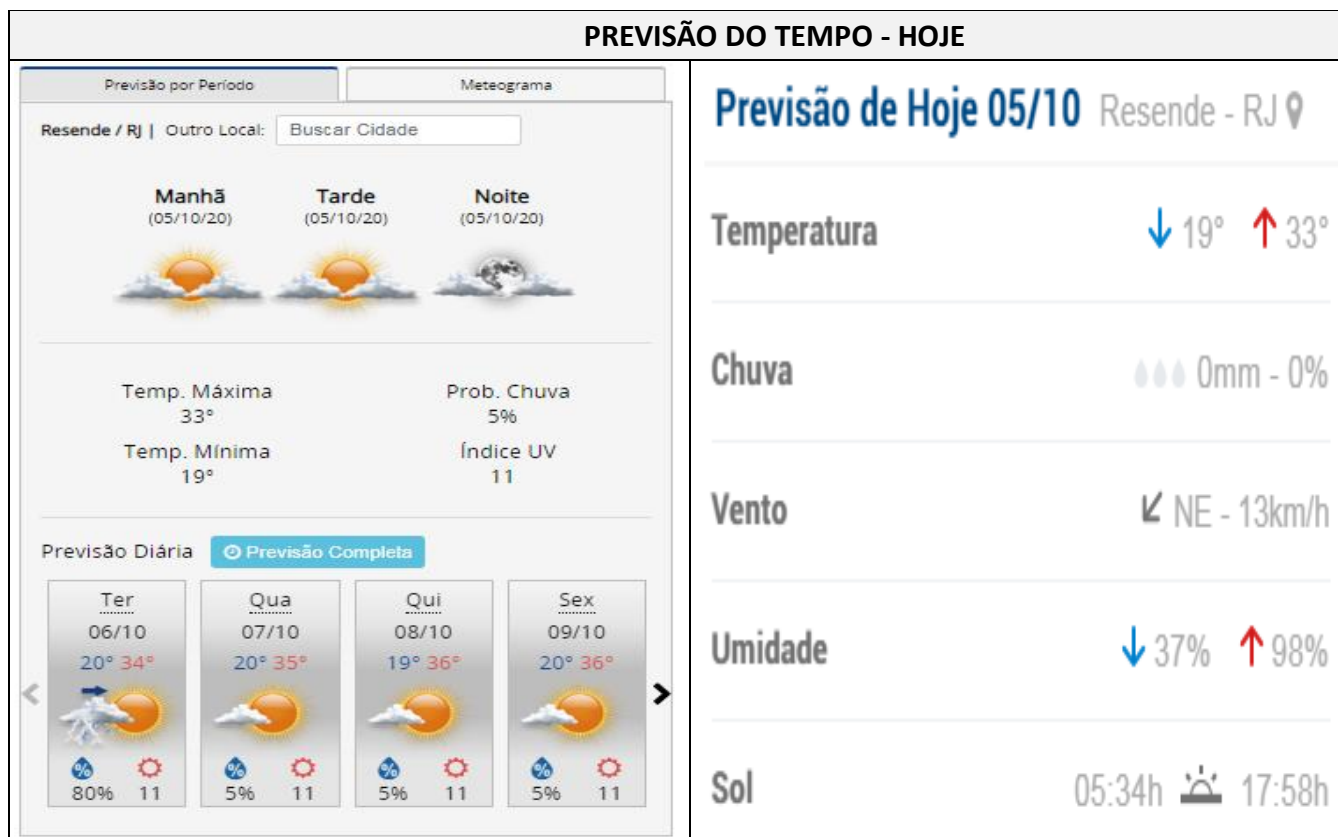 PREVISÃO DO TEMPO - HOJE
Previsão por Período
Meteograma
Resende / RJ | Outro Local: Buscar Cidade
Manhã Tarde Noite
(05/10/20) (05/10/20) (05/10/20)
Temp. Máxima Prob. Chuva
33° 5%
Temp. Mínima Índice UV
19° 11
Previsão Diária Previsão Completa
Ter Qua Qui Sex
06/10 07/10 08/10 09/10
20° 34° 20° 35° 19° 36° 20° 36°
% % % %
80% 11 5% 11 5% 11 5% 11
Previsão de Hoje 05/10 Resende - RJ
Temperatura 19° 33°
Chuva 0mm - 0%
Vento NE - 13km/h
Umidade 37% 98%
Sol 05:34h 17:58h